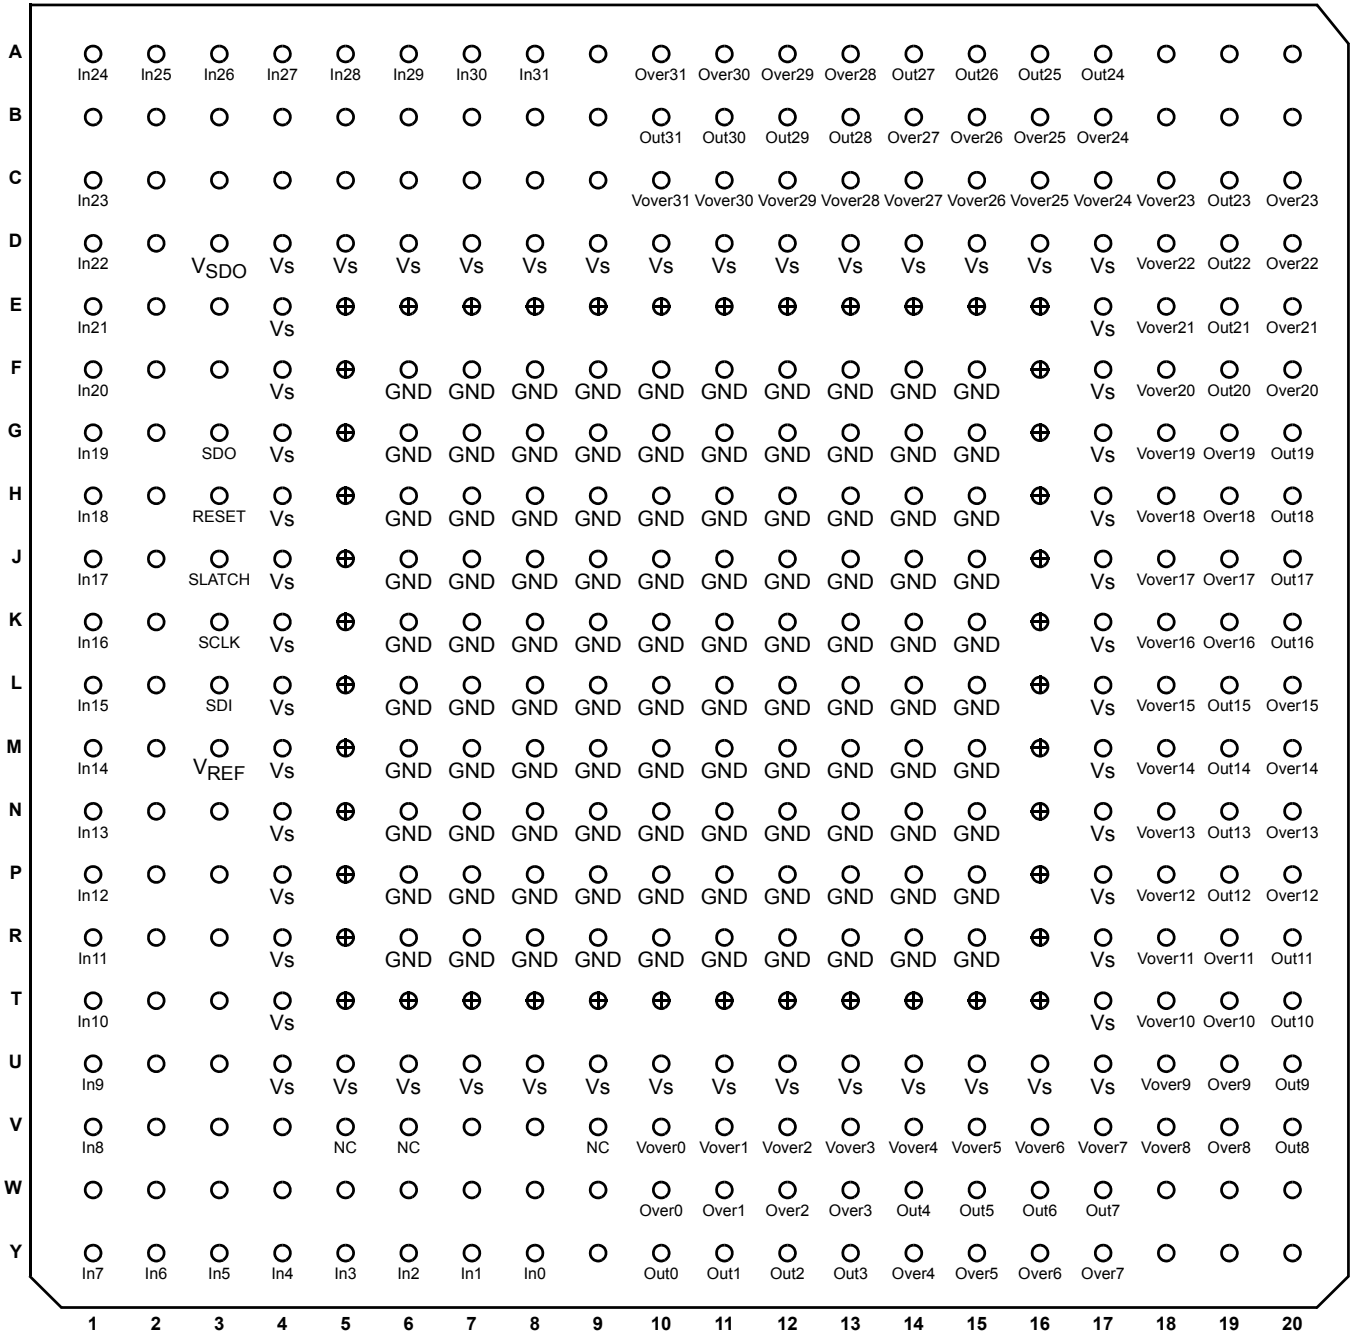 A
In24 In25 In26 In27 In28 In29 In30 In31 Over31 Over30 Over29 Over28 Out27 Out26 Out25 Out24
B
Out31 Out30 Out29 Out28 Over27 Over26 Over25 Over24
C
In23 Vover31 Vover30 Vover29 Vover28 Vover27 Vover26 Vover25 Vover24 Vover23 Out23 Over23
D
In22 VSDO Vs Vs Vs Vs Vs Vs Vs Vs Vs Vs Vs Vs Vs Vs Vover22 Out22 Over22
E
In21 Vs Vs Vover21 Out21 Over21
F
In20 Vs GND GND GND GND GND GND GND GND GND GND Vs Vover20 Out20 Over20
G
In19 SDO Vs GND GND GND GND GND GND GND GND GND GND Vs Vover19 Over19 Out19
H
In18 RESET Vs GND GND GND GND GND GND GND GND GND GND Vs Vover18 Over18 Out18
J
In17 SLATCH Vs GND GND GND GND GND GND GND GND GND GND Vs Vover17 Over17 Out17
K
In16 SCLK Vs GND GND GND GND GND GND GND GND GND GND Vs Vover16 Over16 Out16
L
In15 SDI Vs GND GND GND GND GND GND GND GND GND GND Vs Vover15 Out15 Over15
M
In14 VREF Vs GND GND GND GND GND GND GND GND GND GND Vs Vover14 Out14 Over14
N
In13 Vs GND GND GND GND GND GND GND GND GND GND Vs Vover13 Out13 Over13
P
In12 Vs GND GND GND GND GND GND GND GND GND GND Vs Vover12 Out12 Over12
R
In11 Vs GND GND GND GND GND GND GND GND GND GND Vs Vover11 Over11 Out11
T
In10 Vs Vs Vover10 Over10 Out10
U
In9 Vs Vs Vs Vs Vs Vs Vs Vs Vs Vs Vs Vs Vs Vs Vover9 Over9 Out9
V
In8 NC NC NC Vover0 Vover1 Vover2 Vover3 Vover4 Vover5 Vover6 Vover7 Vover8 Over8 Out8
W
Over0 Over1 Over2 Over3 Out4 Out5 Out6 Out7
Y
In7 In6 In5 In4 In3 In2 In1 In0 Out0 Out1 Out2 Out3 Over4 Over5 Over6 Over7
1 2 3 4 5 6 7 8 9 10 11 12 13 14 15 16 17 18 19 20